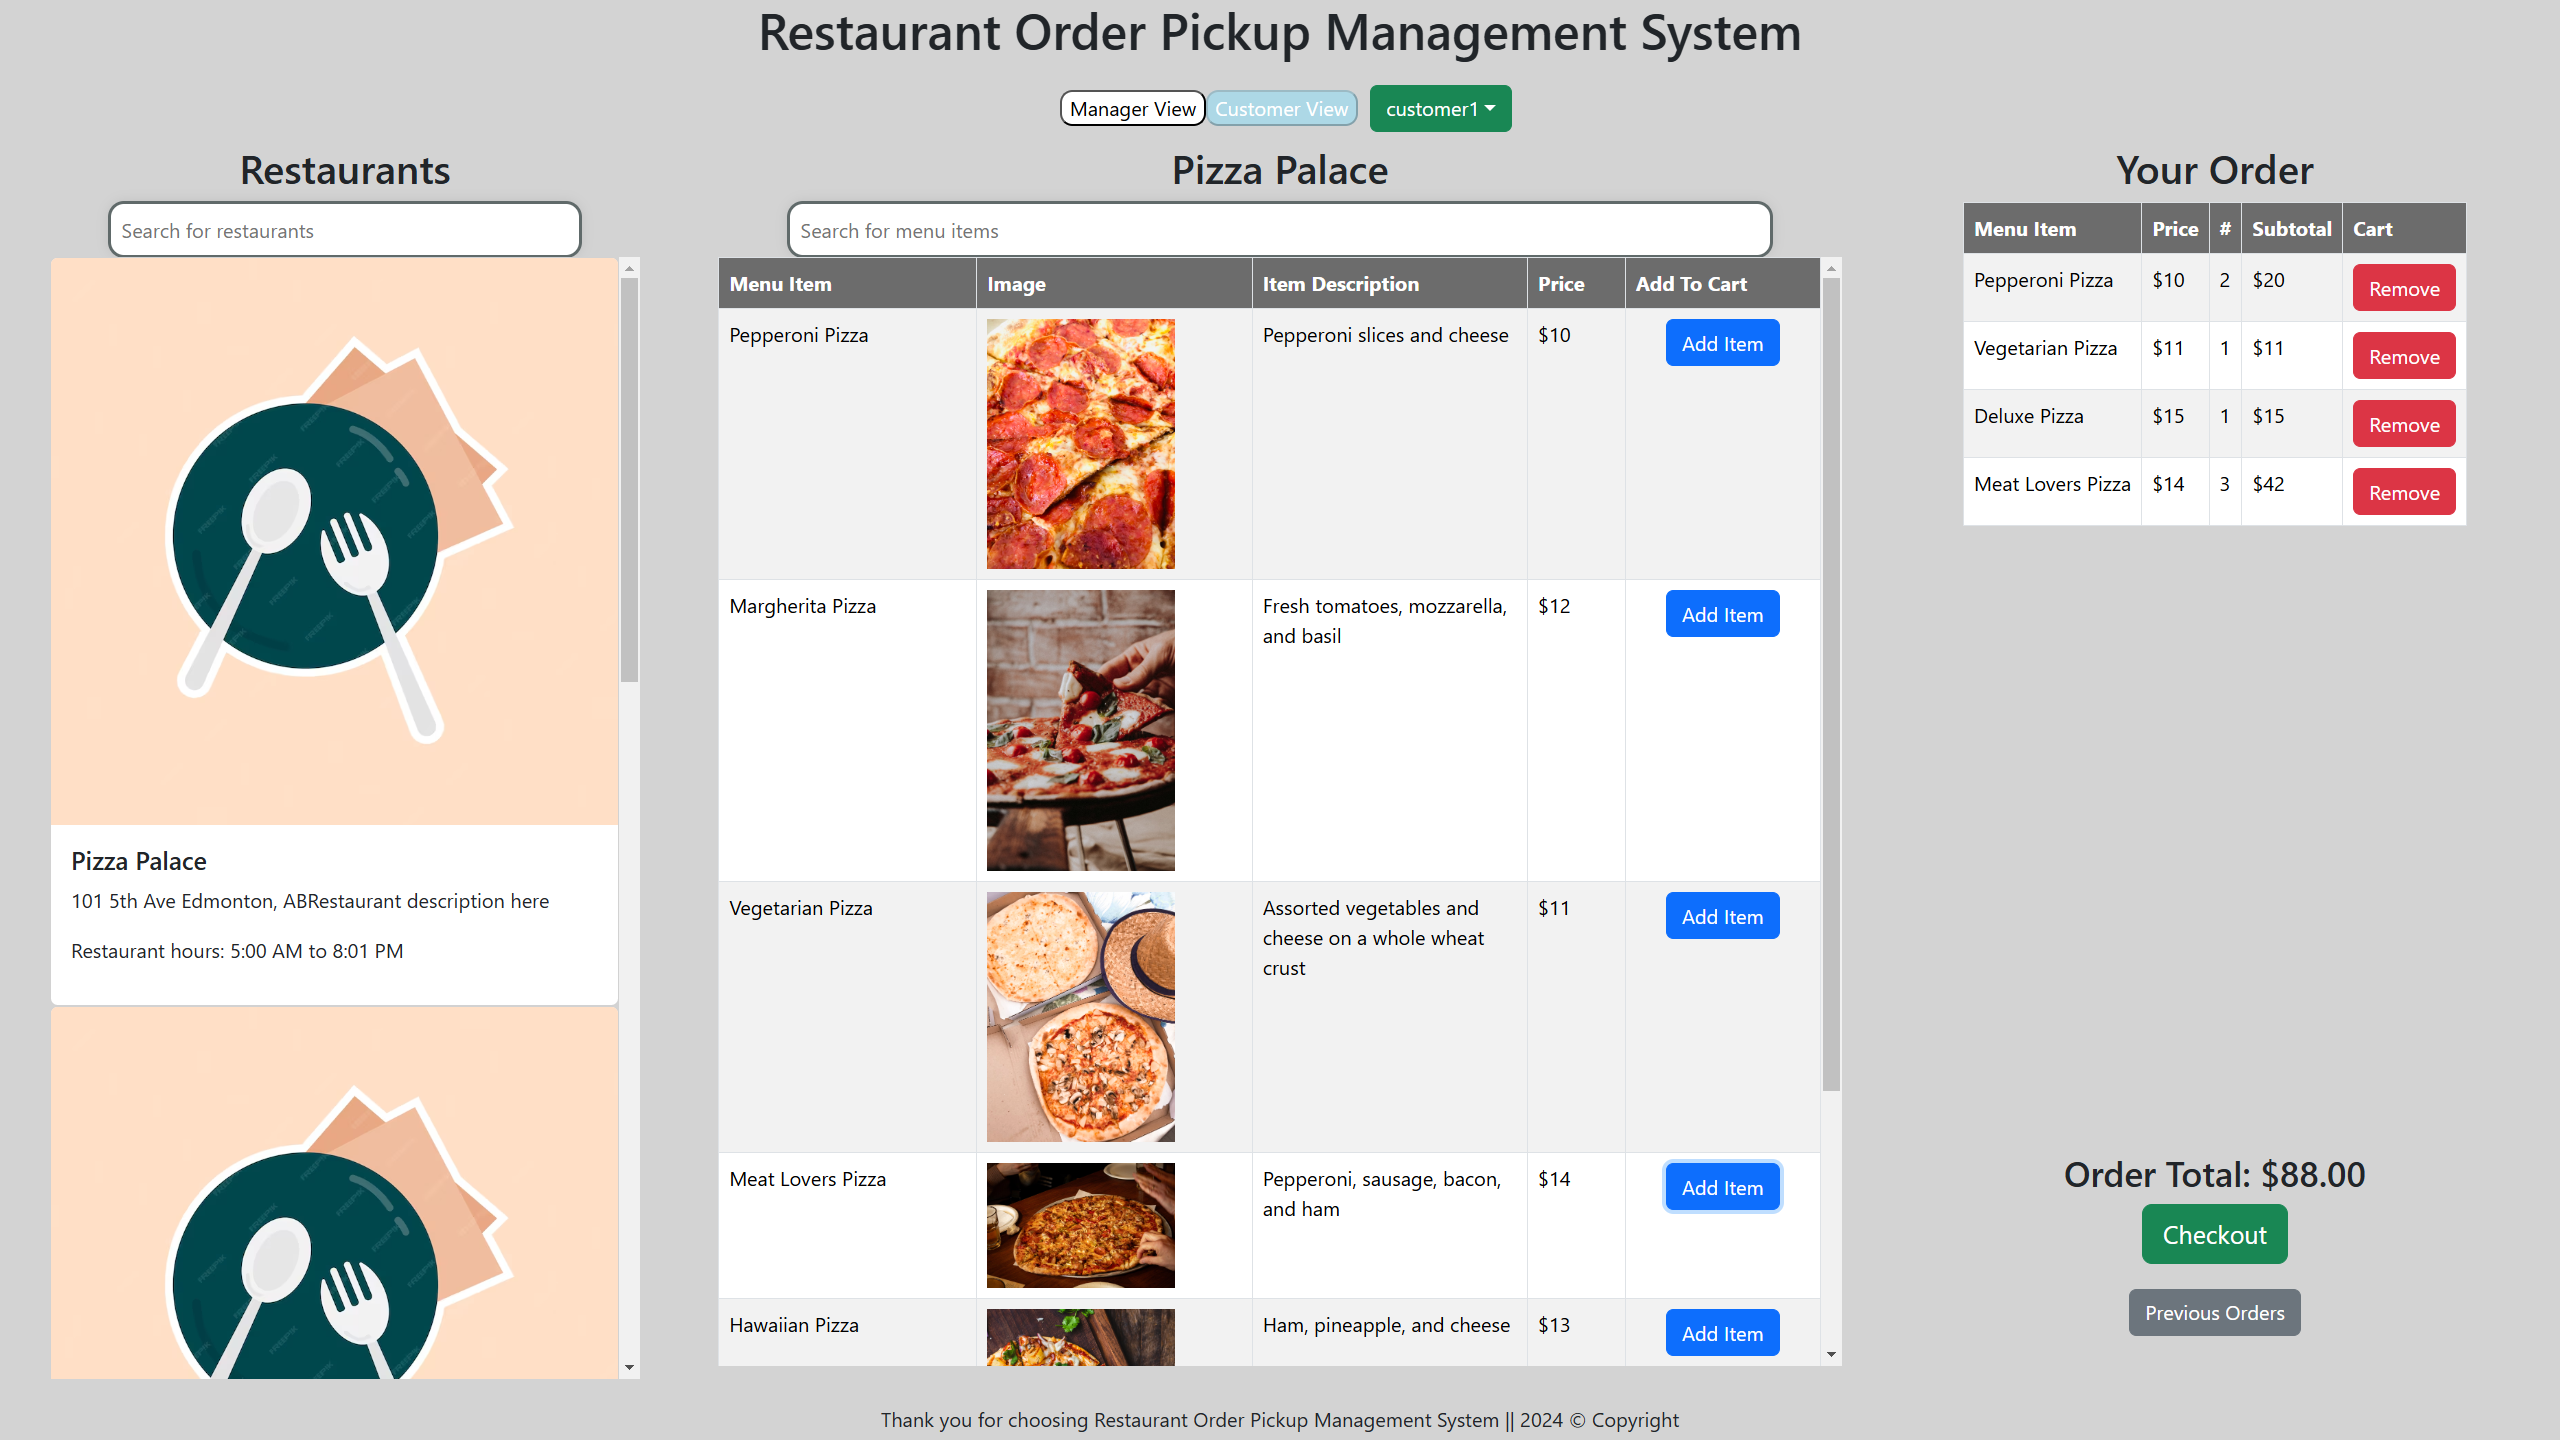 Restaurant Order Pickup Management System
Manager View Customer View customer1
Restaurants
Search for restaurants
Pizza Palace
101 5th Ave Edmonton, ABRestaurant description here
Restaurant hours: 5:00 AM to 8:01 PM
Pizza Palace
Search for menu items
Menu Item Image Item Description Price Add To Cart
Pepperoni Pizza Pepperoni slices and cheese $10 Add Item
Margherita Pizza Fresh tomatoes, mozzarella, $12 Add Item
and basil
Vegetarian Pizza Assorted vegetables and $11 Add Item
cheese on a whole wheat
crust
Meat Lovers Pizza Pepperoni, sausage, bacon, $14 Add Item
and ham
Hawaiian Pizza Ham, pineapple, and cheese $13 Add Item
Your Order
Menu Item Price # Subtotal Cart
Pepperoni Pizza $10 2 $20 Remove
Vegetarian Pizza $11 1 $11 Remove
Deluxe Pizza $15 1 $15 Remove
Meat Lovers Pizza $14 3 $42 Remove
Order Total: $88.00
Checkout
Previous Orders
Thank you for choosing Restaurant Order Pickup Management System || 2024 © Copyright